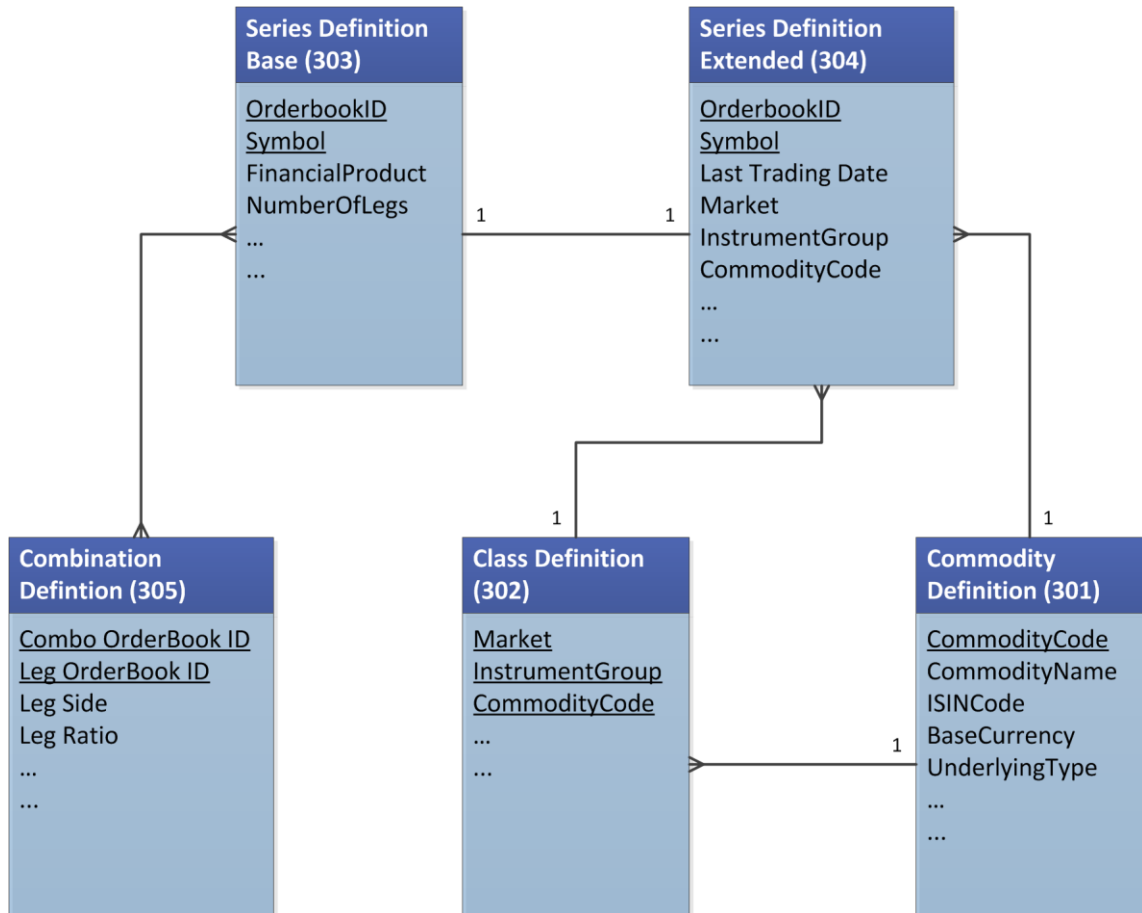 Series Definition
Base (303)
OrderbookID
Symbol
FinancialProduct
NumberOfLegs
...
...
Series Definition
Extended (304)
OrderbookID
Symbol
Last Trading Date
Market
InstrumentGroup
CommodityCode
...
...
1
1
1
1
1
Combination
Defintion (305)
Combo OrderBook ID
Leg OrderBook ID
Leg Side
Leg Ratio
...
...
Class Definition
(302)
Market
InstrumentGroup
CommodityCode
...
...
Commodity
Definition (301)
CommodityCode
CommodityName
ISINCode
BaseCurrency
UnderlyingType
...
...